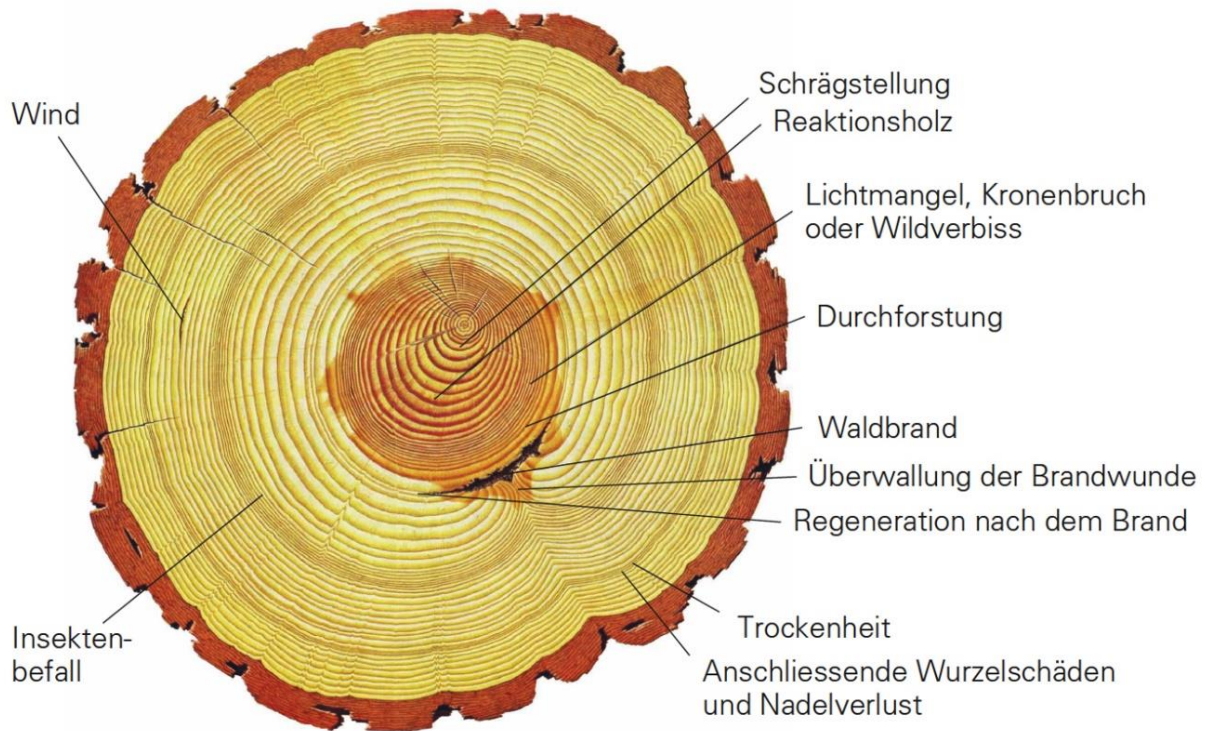 Wind
Insekten-
befall
Schrägstellung
Reaktionsholz
Lichtmangel, Kronenbruch
oder Wildverbiss
Durchforstung
Waldbrand
Überwallung der Brandwunde
Regeneration nach dem Brand
Trockenheit
Anschliessende Wurzelschäden
und Nadelverlust